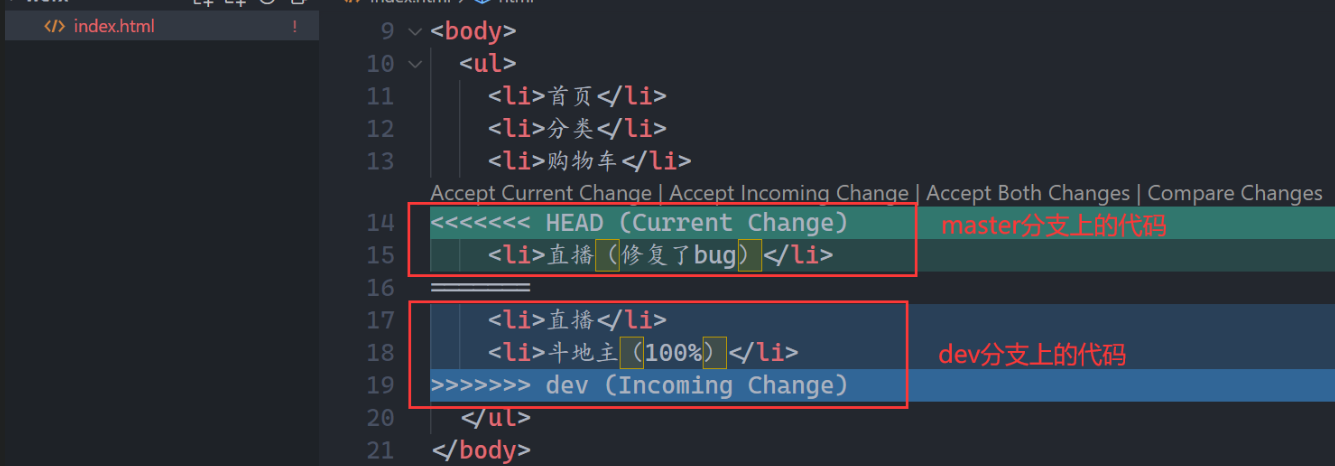 index.html !
9 <body>
10 <ul>
11 <li>首页</li>
12 <li>分类</li>
13 <li>购物车</li>
Accept Current Change | Accept Incoming Change | Accept Both Changes | Compare Changes
14 <<<<<<< HEAD (Current Change) master分支上的代码
15 <li>直播（修复了bug）</li>
16 =======
17 <li>直播</li>
18 <li>斗地主（100%）</li> dev分支上的代码
19 >>>>>>> dev (Incoming Change)
20 </ul>
21 </body>